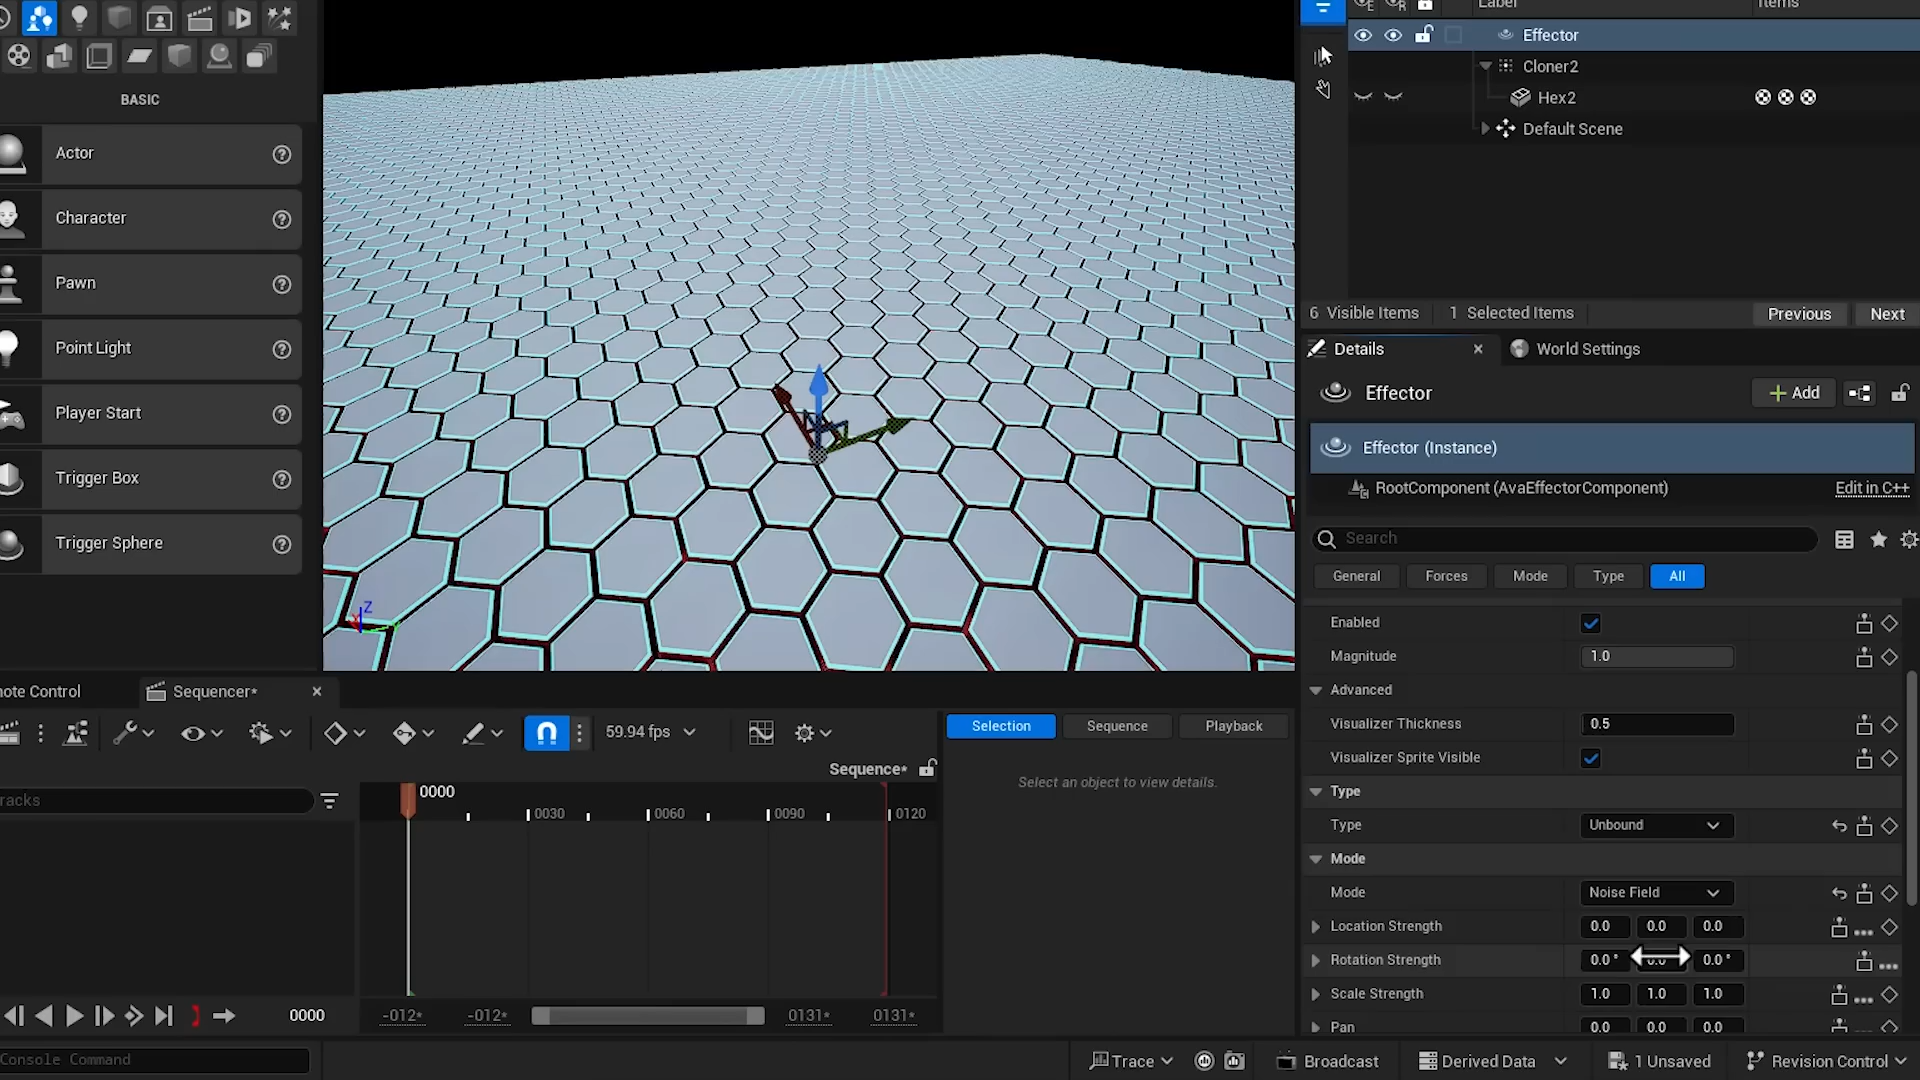 BASIC
Actor
Character
Pawn
Point Light
Player Start
Trigger Box
Trigger Sphere
Z
Label
Items
Effector
Cloner2
Hex2
Default Scene
6 Visible Items
1 Selected Items
Previous
Next
Details
World Settings
Effector
Add
Effector (Instance)
RootComponent (AvaEffectorComponent)
Edit in C++
Search
General
Forces
Mode
Type
All
Enabled
Magnitude
1.0
Advanced
Visualizer Thickness
0.5
Visualizer Sprite Visible
Type
Type
Unbound
Mode
Mode
Noise Field
Location Strength
0.0 0.0 0.0
Rotation Strength
0.0 ° 0.0 0.0 °
Scale Strength
1.0 1.0 1.0
Pan
0.0 0.0 0.0
note Control
Sequencer*
59.94 fps
Sequence*
Selection
Sequence
Playback
Select an object to view details.
racks
0000
0030
0060
0090
0120
0000
-012*
-012*
0131*
0131*
Console Command
Trace
Broadcast
Derived Data
1 Unsaved
Revision Control